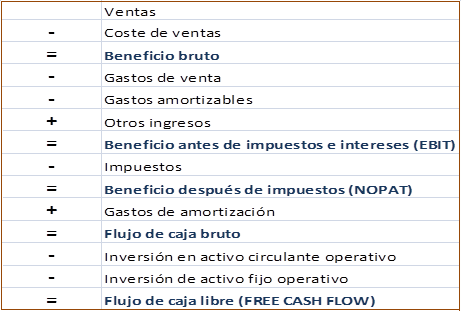 Ventas
- Coste de ventas
= Beneficio bruto
- Gastos de venta
- Gastos amortizables
+ Otros ingresos
= Beneficio antes de impuestos e intereses (EBIT)
- Impuestos
= Beneficio después de impuestos (NOPAT)
+ Gastos de amortización
= Flujo de caja bruto
- Inversión en activo circulante operativo
- Inversión de activo fijo operativo
= Flujo de caja libre (FREE CASH FLOW)